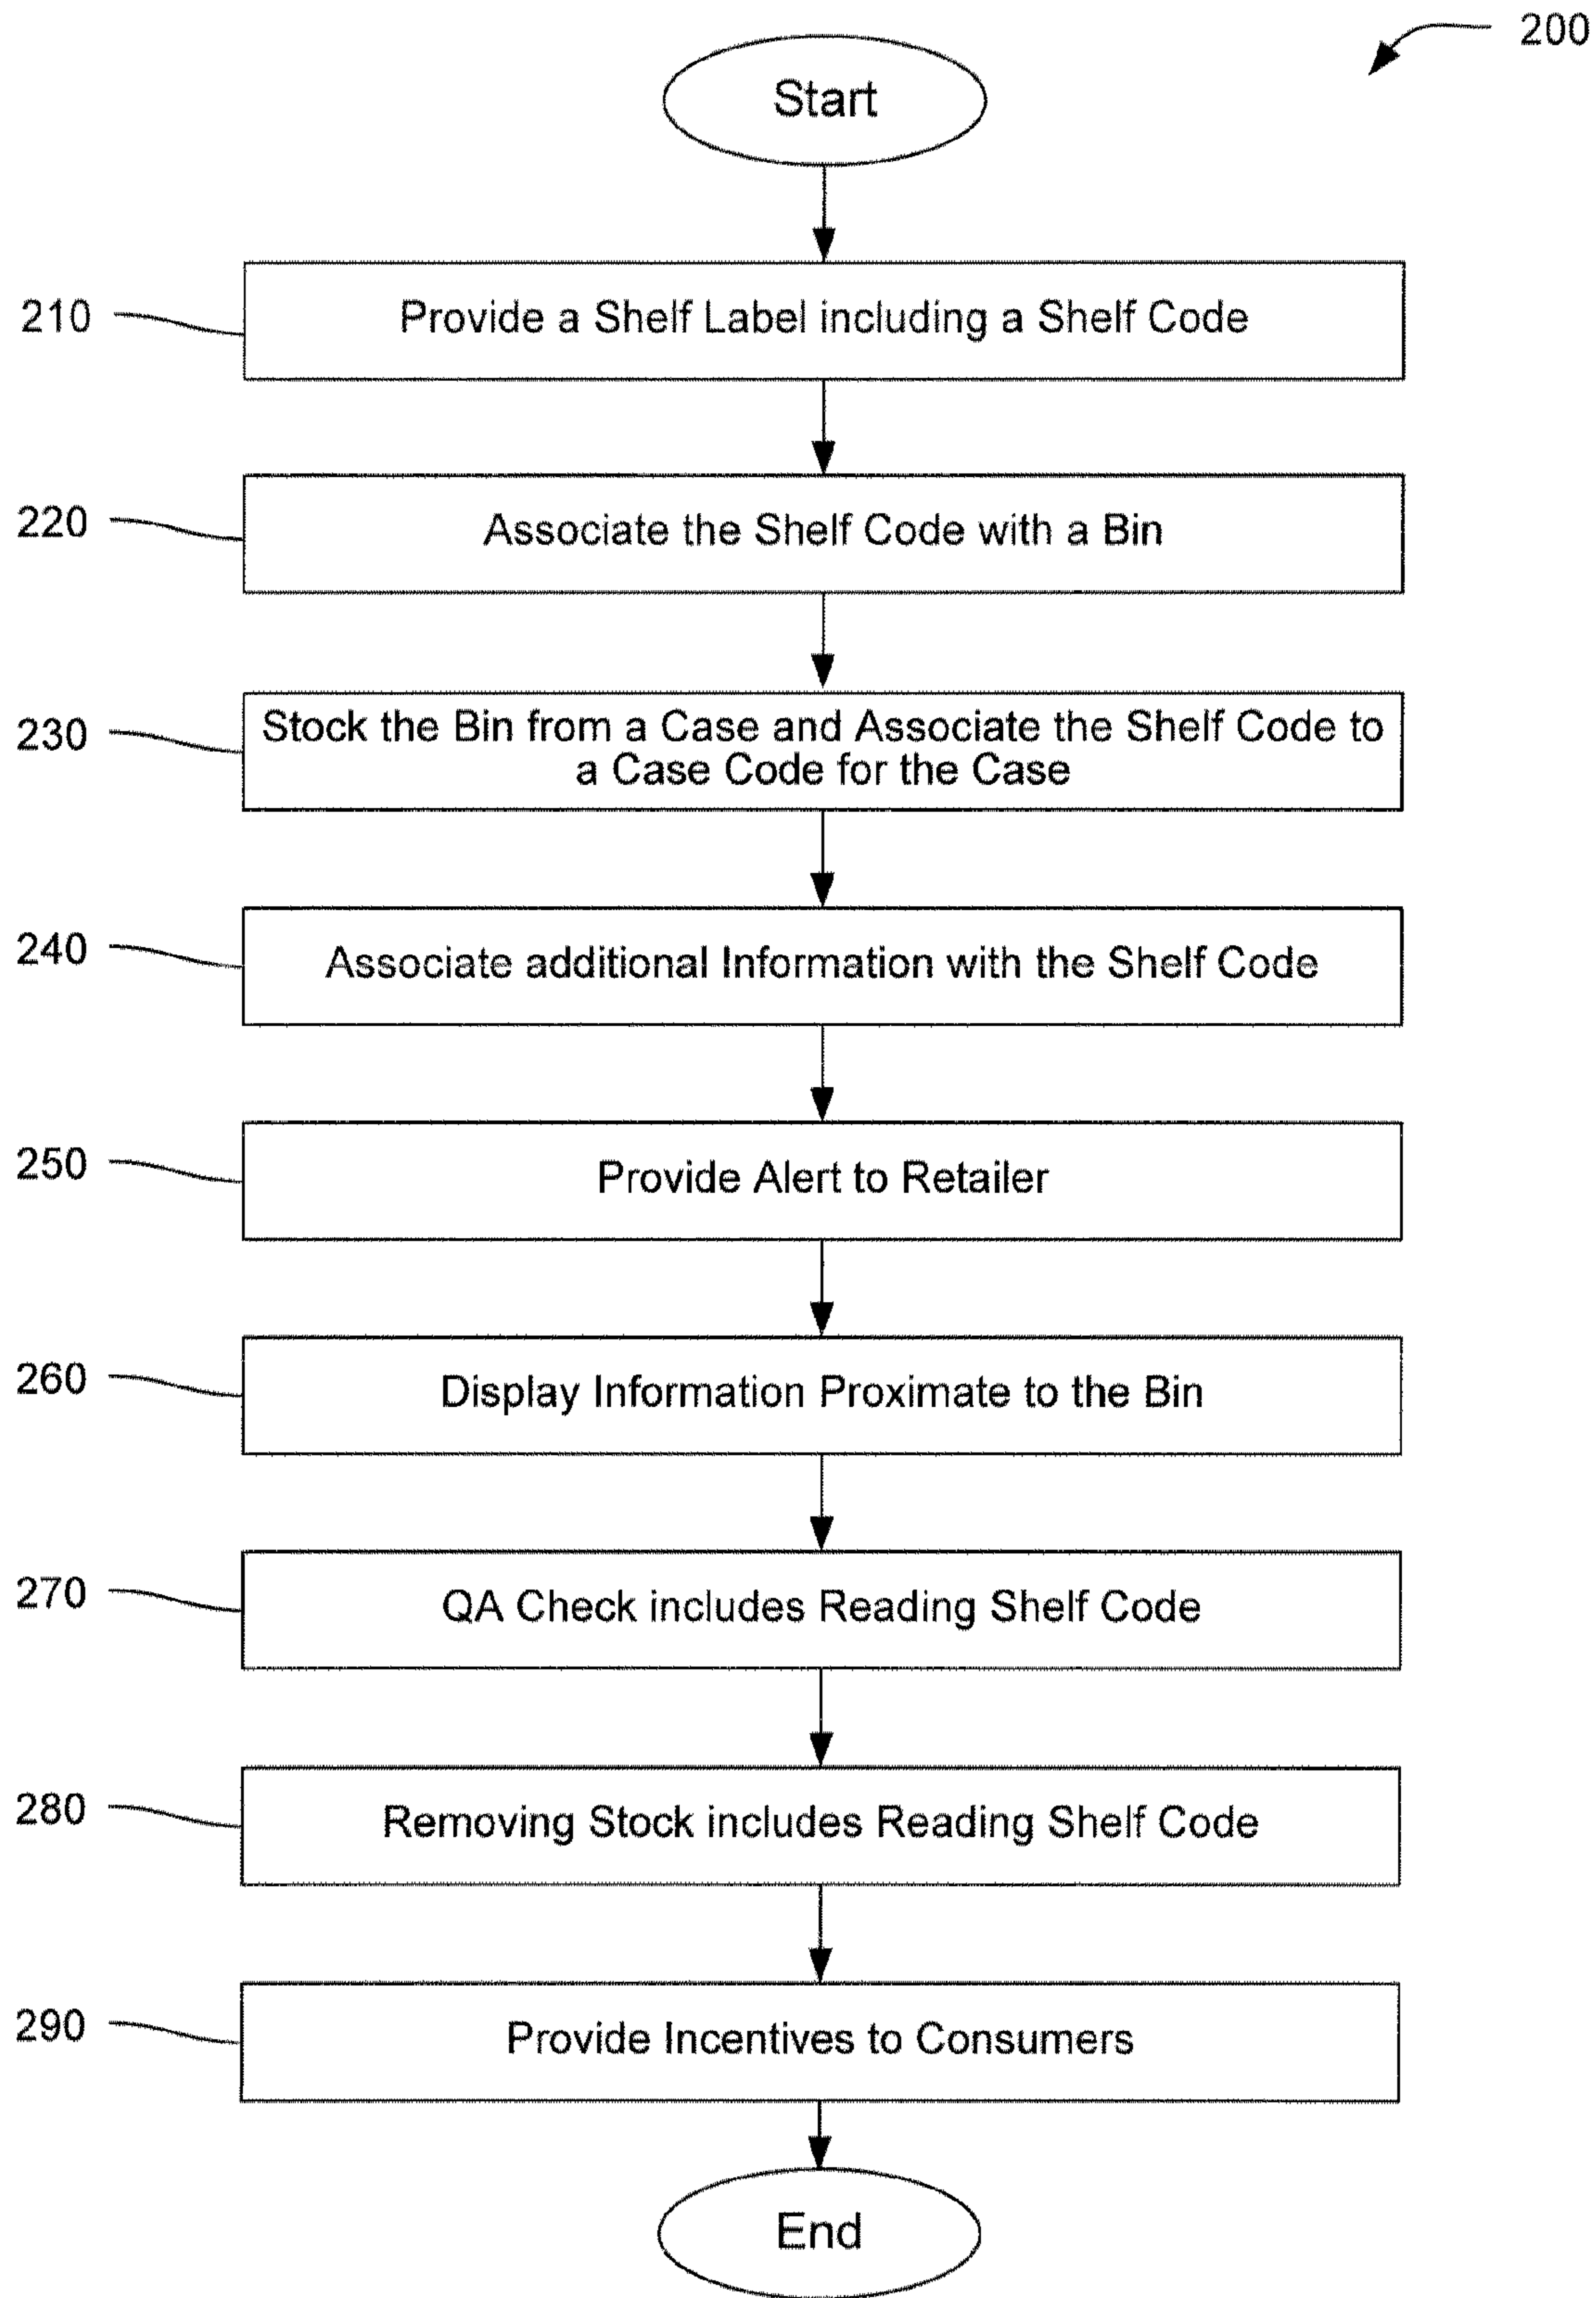 200
Start
210
Provide a Shelf Label including a Shelf Code
220
Associate the Shelf Code with a Bin
230
Stock the Bin from a Case and Associate the Shelf Code to
a Case Code for the Case
240
Associate additional Information with the Shelf Code
250
Provide Alert to Retailer
260
Display Information Proximate to the Bin
270
QA Check includes Reading Shelf Code
280
Removing Stock includes Reading Shelf Code
290
Provide Incentives to Consumers
End